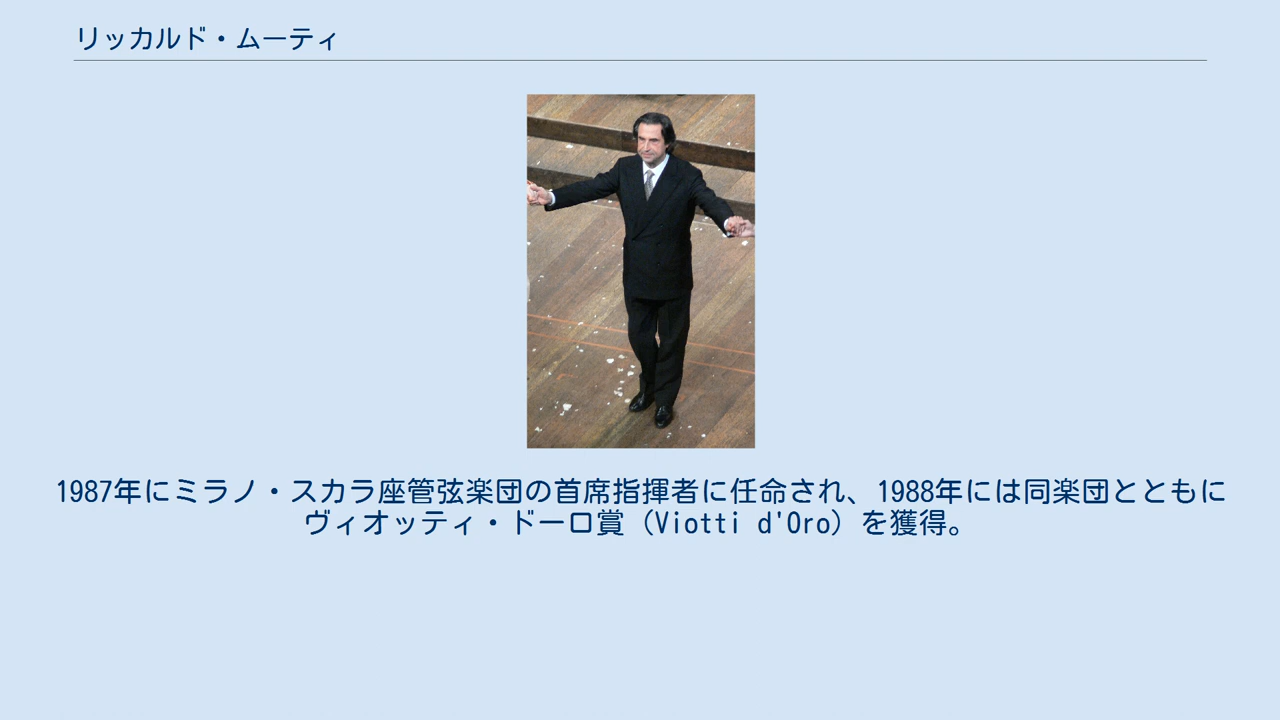 リッカルド・ムーティ
1987年にミラノ・スカラ座管弦楽団の首席指揮者に任命され、1988年には同楽団とともに
ヴィオッティ・ドーロ賞（Viotti d'Oro）を獲得。